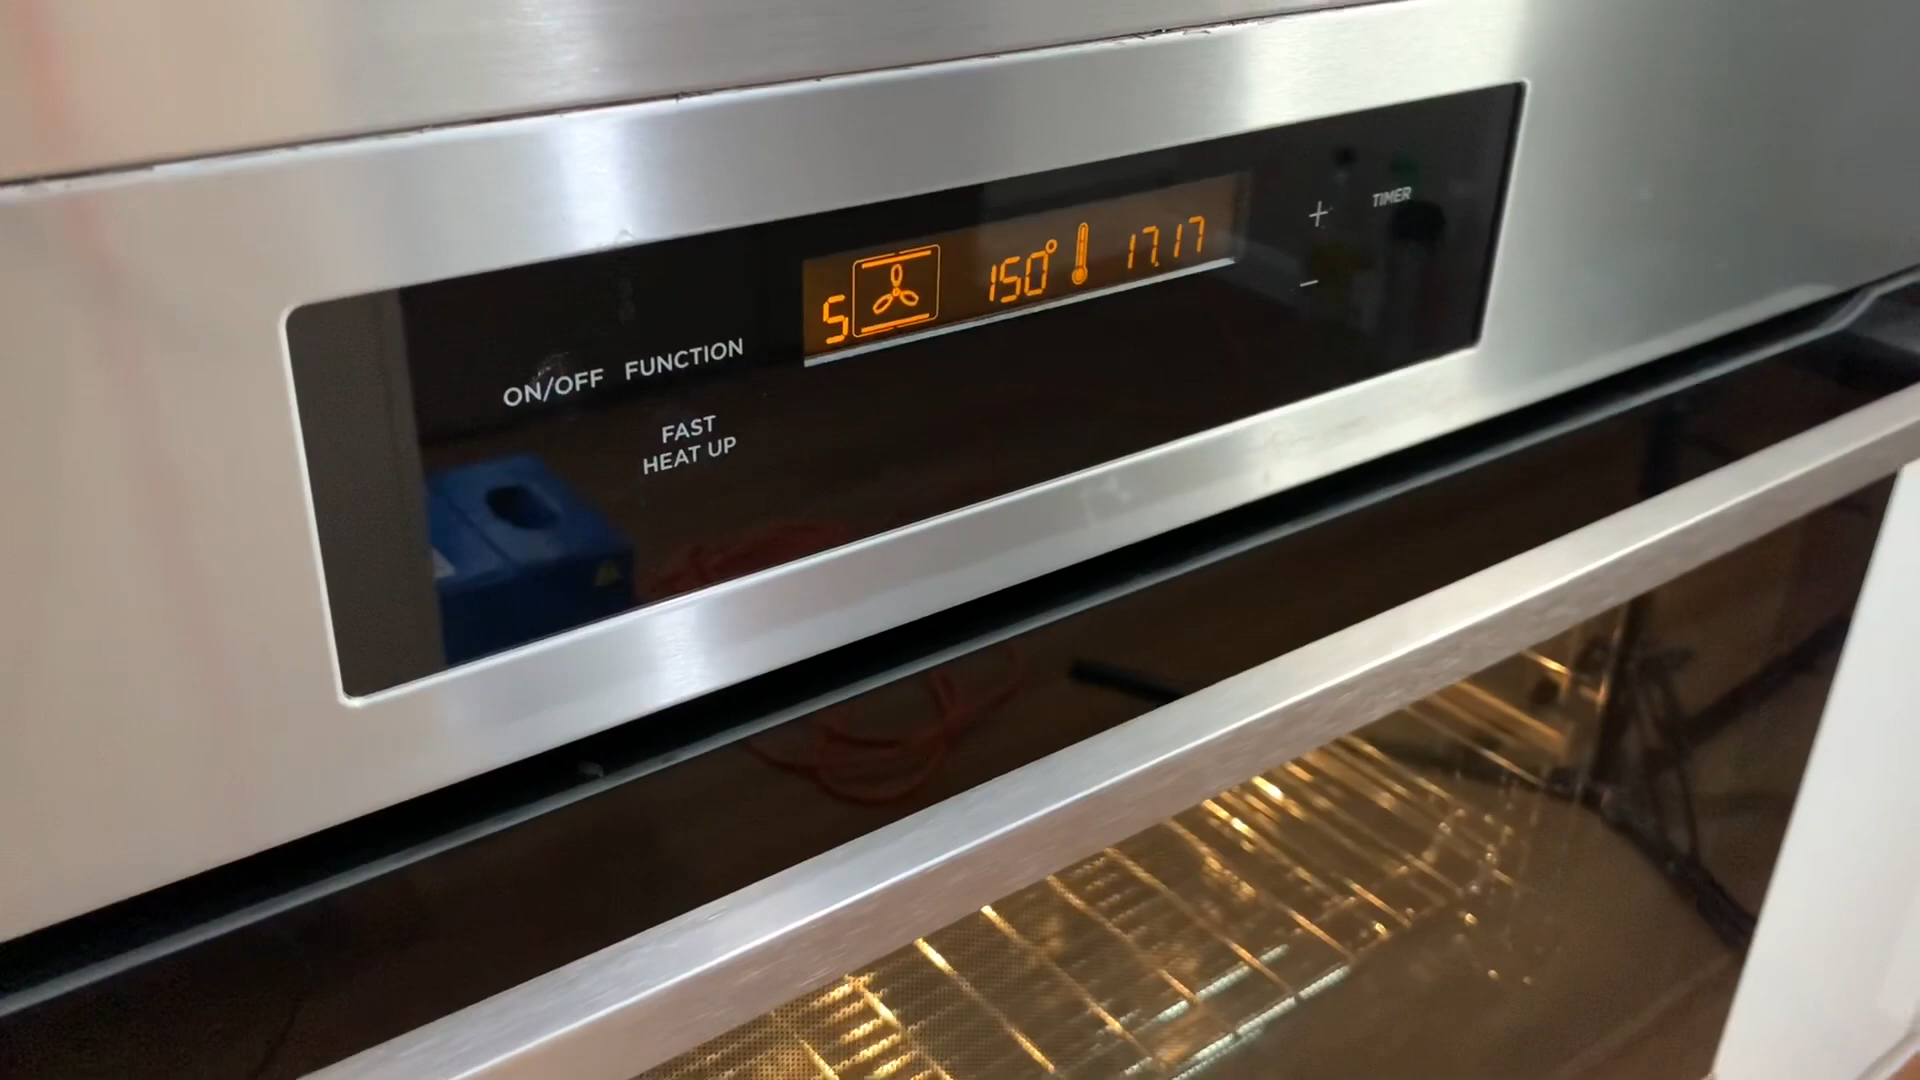 5 150° 17.17
+ TIMER
−
ON/OFF FUNCTION
FAST
HEAT UP